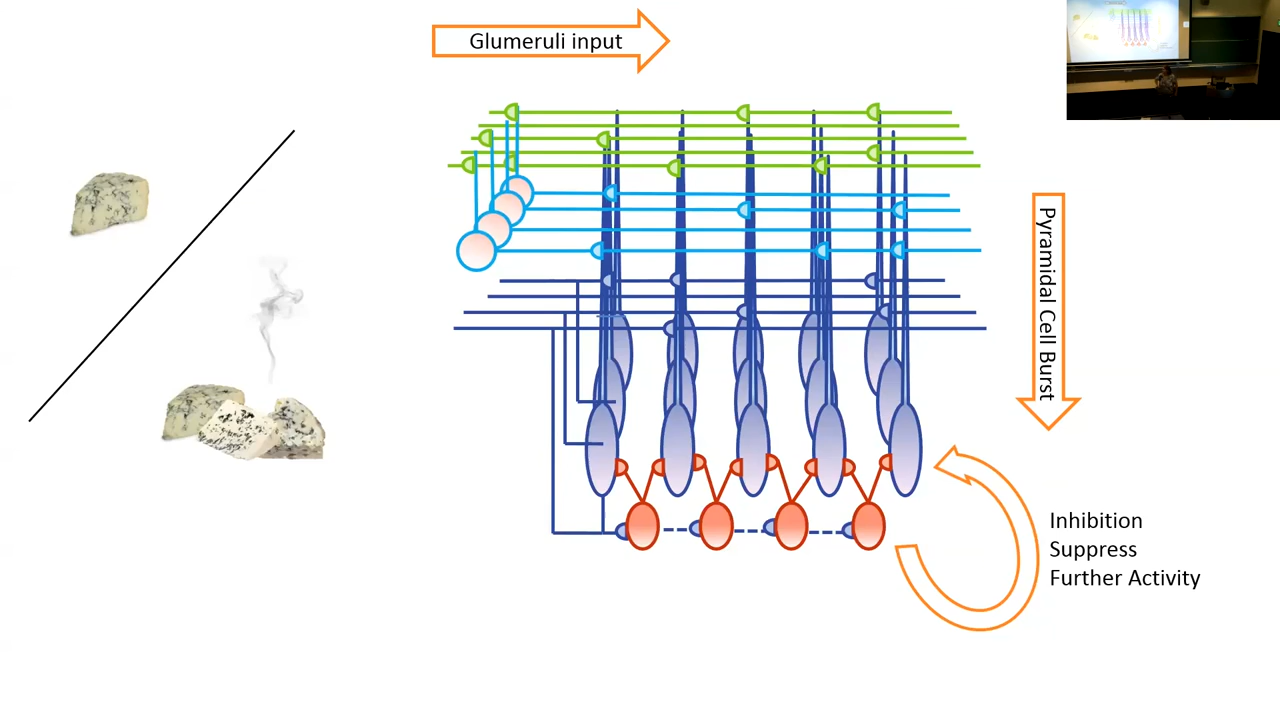 Glumeruli input
Pyramidal Cell Burst
Inhibition
Suppress
Further Activity